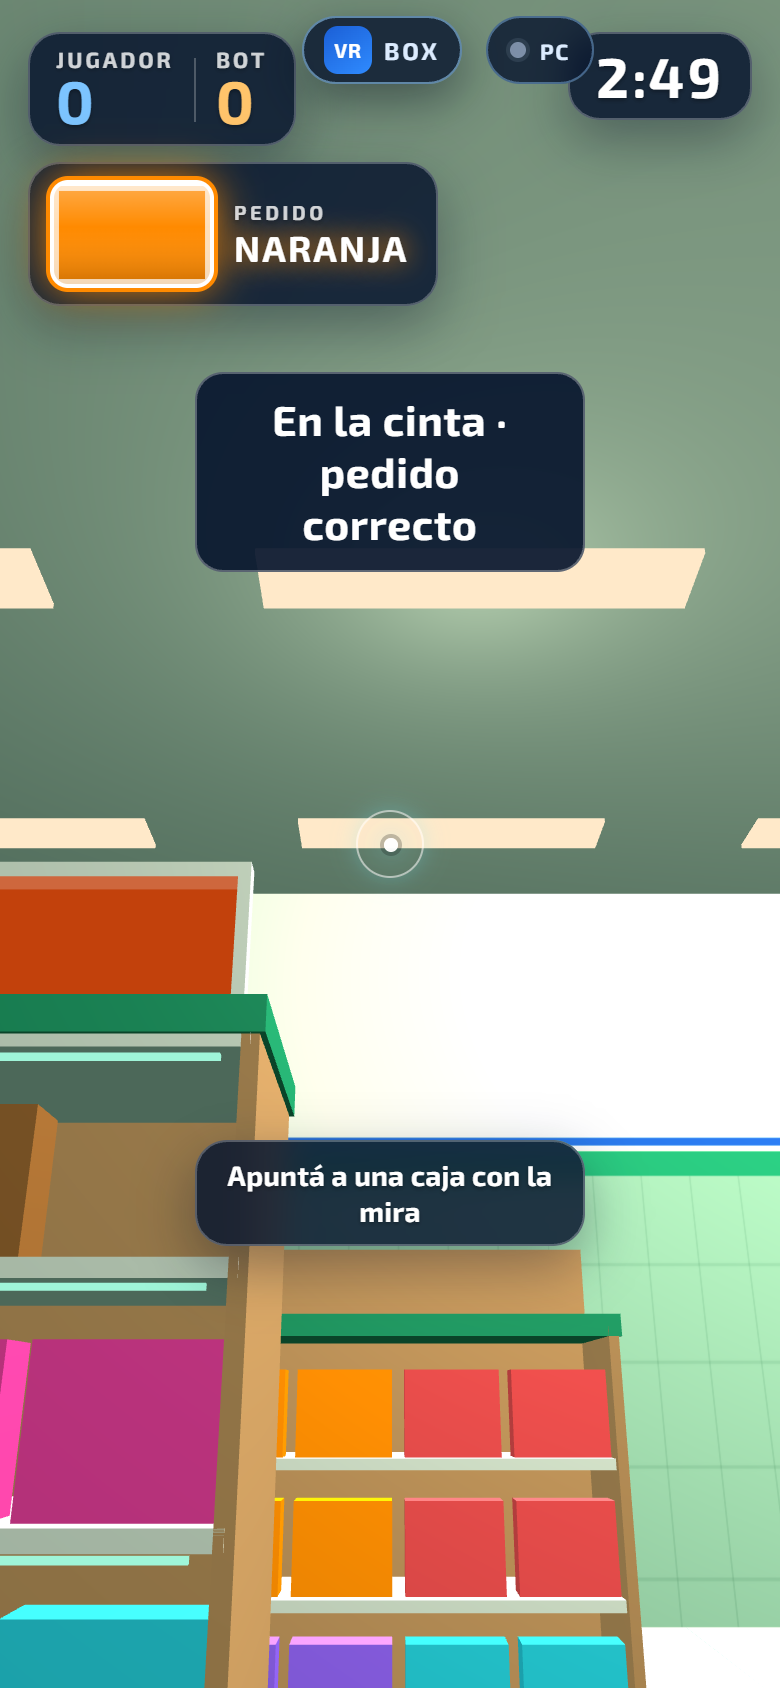 JUGADOR
0
BOT
0
VR BOX
PC
2:49
PEDIDO
NARANJA
En la cinta ·
pedido
correcto
Apuntá a una caja con la
mira